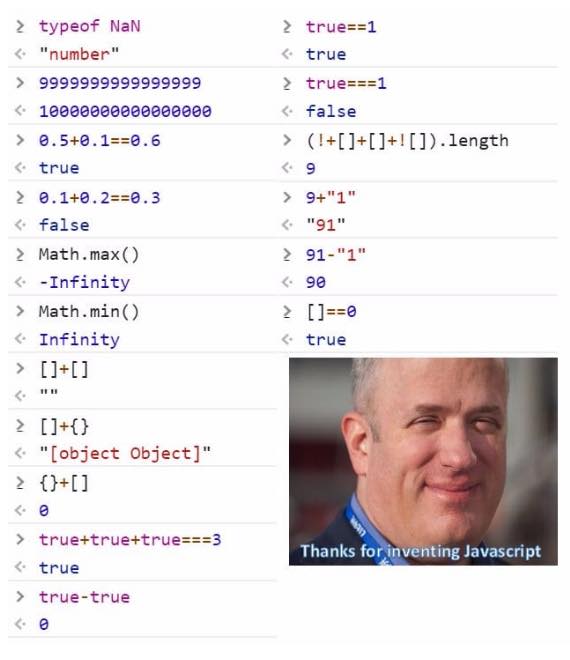 typeof NaN
"number"
9999999999999999
10000000000000000
0.5+0.1==0.6
true
0.1+0.2==0.3
false
Math.max()
-Infinity
Math.min()
Infinity
[]+[]
""
[]+{}
"[object Object]"
{}+[]
0
true+true+true===3
true
true-true
0
true==1
true
true===1
false
(!+[]+[]+![]).length
9
9+"1"
"91"
91-"1"
90
[]==0
true
Thanks for inventing Javascript